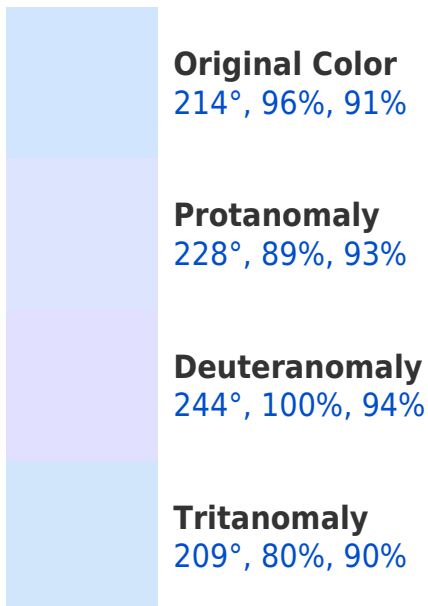 Original Color
214°, 96%, 91%
Protanomaly
228°, 89%, 93%
Deuteranomaly
244°, 100%, 94%
Tritanomaly
209°, 80%, 90%